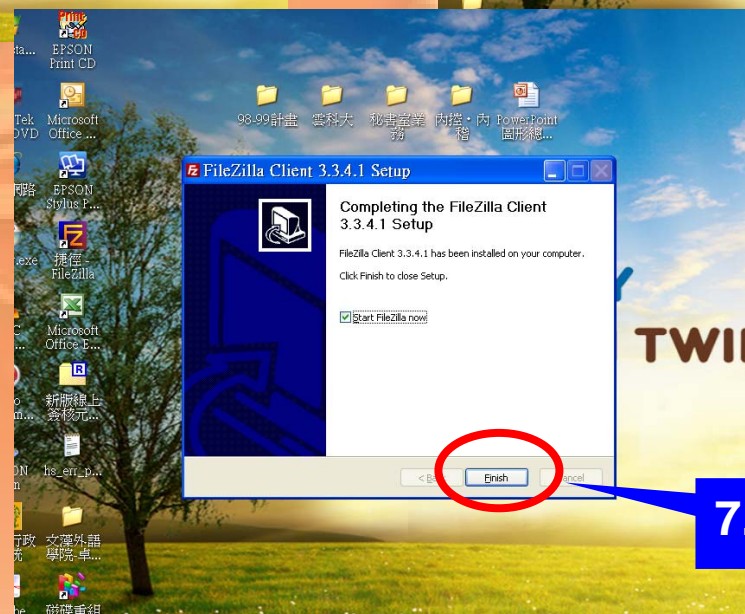 EPSON
Print CD
Microsoft
Office ...
98-99計畫
雲科大
秘書室業
務
內控、內
稽
PowerPoint
圖形總...
EPSON
Stylus P...
捷徑 -
FileZilla
Microsoft
Office E...
新版線上
簽核元...
hs_err_p...
文藻外語
學院-卓...
磁碟重組
FileZilla Client 3.3.4.1 Setup
Completing the FileZilla Client
3.3.4.1 Setup
FileZilla Client 3.3.4.1 has been installed on your computer.
Click Finish to close Setup.
Start FileZilla now
Finish
TWI
7.